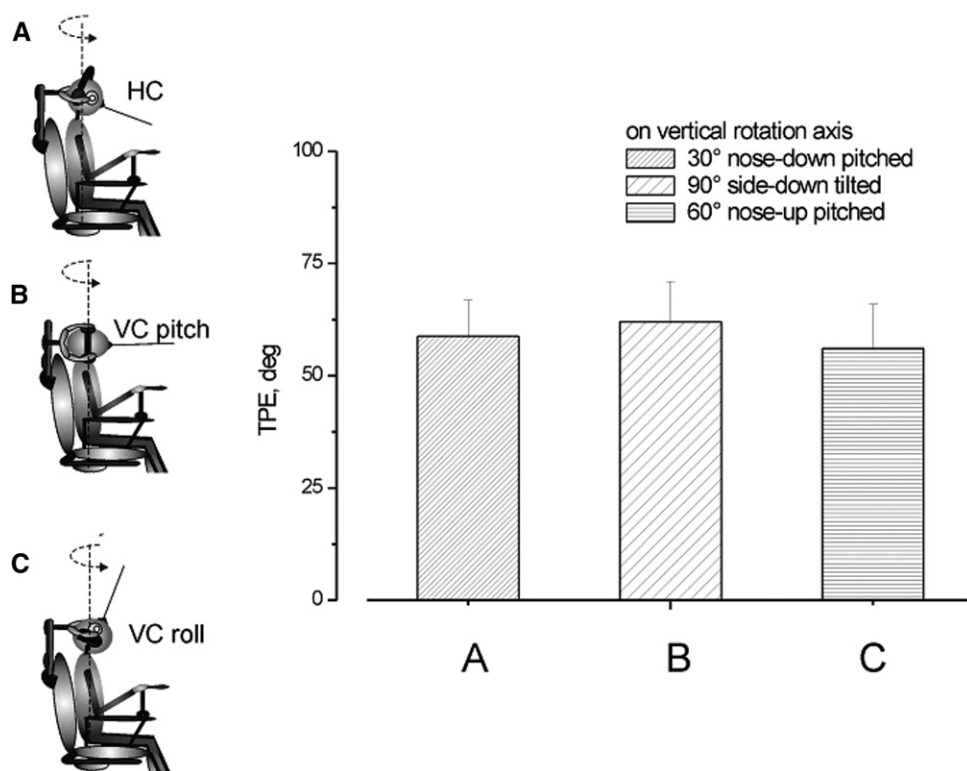 A
HC
B
VC pitch
C
VC roll
on vertical rotation axis
30° nose-down pitched
90° side-down tilted
60° nose-up pitched
100
75
50
25
0
TPE, deg
A B C